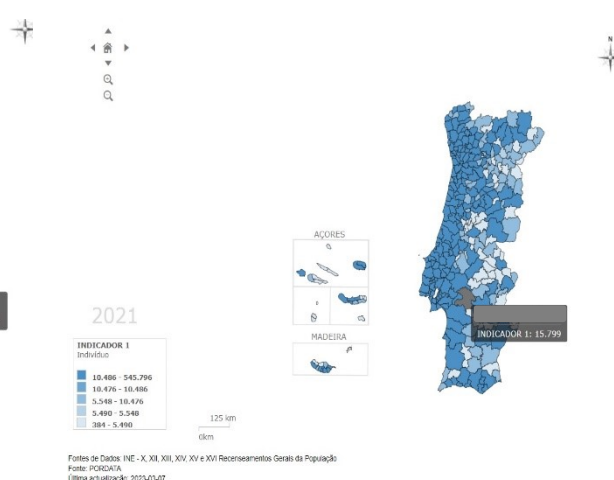 N
AÇORES
INDICADOR 1: 15.799
MADEIRA
2021
INDICADOR 1
Indivíduo
10.486 - 545.796
10.476 - 10.486
5.548 - 10.476
5.490 - 5.548
384 - 5.490
125 km
0km
Fontes de Dados: INE - X, XII, XIII, XIV, XV e XVI Recenseamentos Gerais da População
Fonte: PORDATA
Última actualização: 2023-03-07